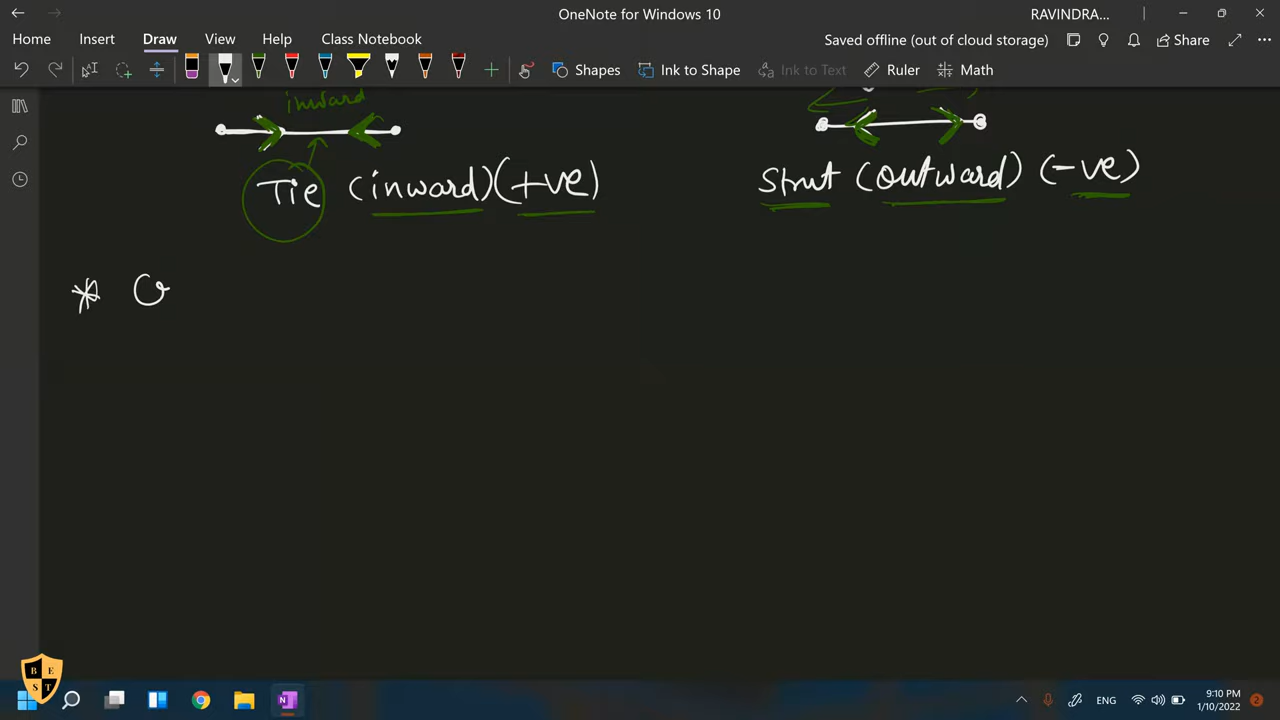 OneNote for Windows 10
RAVINDRA...
Home Insert Draw View Help Class Notebook
Saved offline (out of cloud storage)
Share
Shapes
Ink to Shape
Ink to Text
Ruler
Math
inward
Tie (inward)(+ve)
Strut (outward) (-ve)
*
B E
S T
ENG
9:10 PM
1/10/2022
2